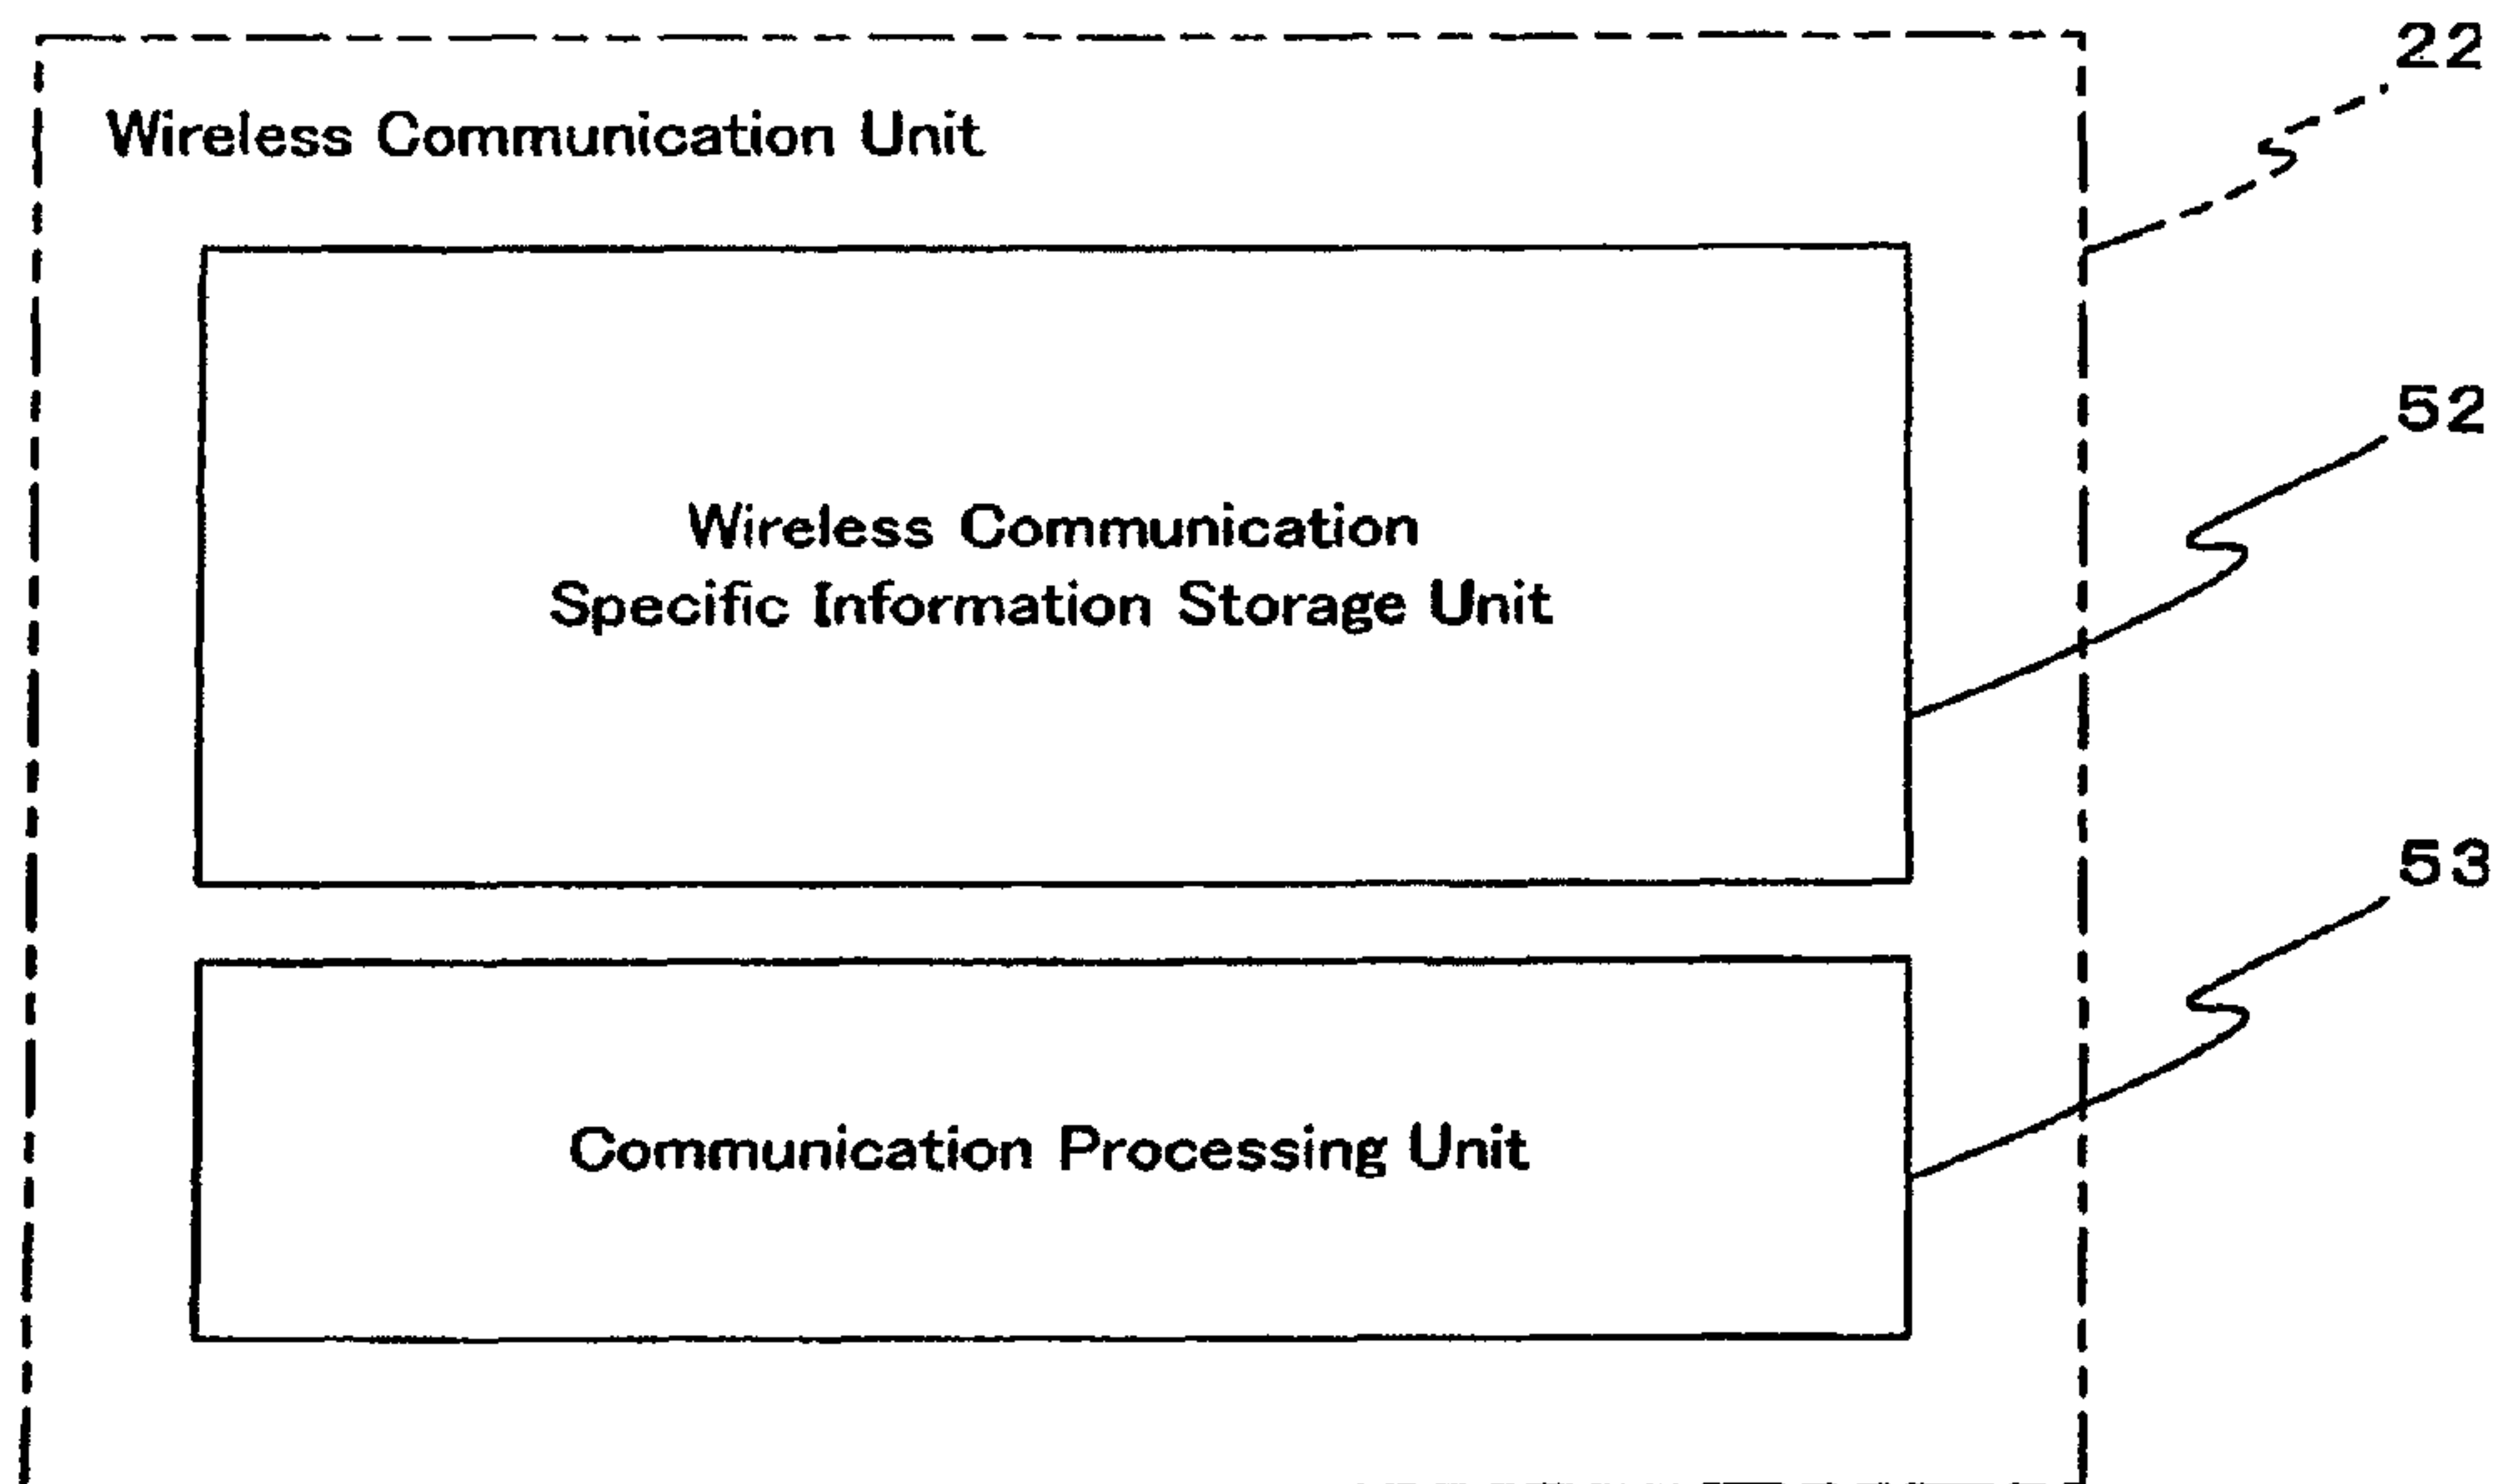 22
Wireless Communication Unit
52
Wireless Communication
Specific Information Storage Unit
53
Communication Processing Unit